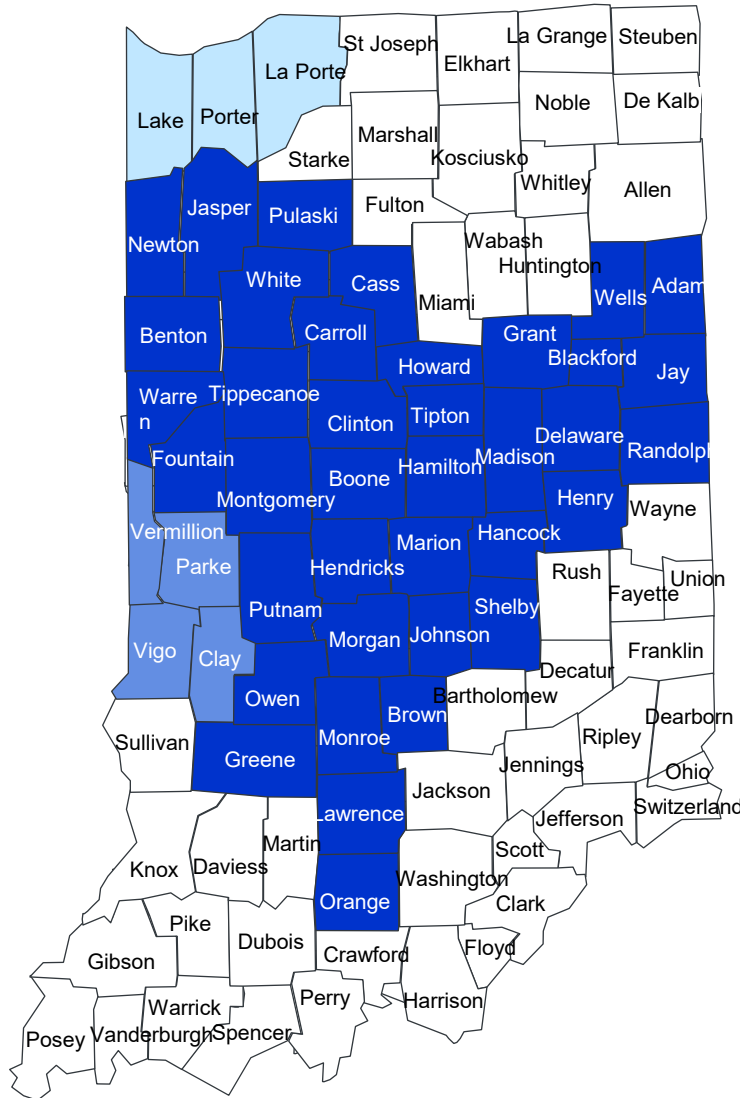 St Joseph
La Grange
Steuben
Elkhart
La Porte
Lake
Porter
Noble
De Kalb
Marshall
Starke
Kosciusko
Whitley
Allen
Fulton
Jasper
Pulaski
Newton
Wabash
Huntington
White
Cass
Miami
Wells
Adam
Benton
Carroll
Grant
Blackford
Howard
Jay
Warre
n
Tippecanoe
Clinton
Tipton
Delaware
Randolph
Fountain
Boone
Hamilton
Madison
Montgomery
Henry
Wayne
Vermillion
Marion
Hancock
Parke
Hendricks
Rush
Fayette
Union
Putnam
Shelby
Morgan
Johnson
Vigo
Clay
Franklin
Decatur
Owen
Bartholomew
Brown
Dearborn
Sullivan
Monroe
Ripley
Greene
Jennings
Ohio
Jackson
Lawrence
Jefferson
Switzerland
Martin
Scott
Knox
Daviess
Washington
Orange
Clark
Pike
Dubois
Crawford
Floyd
Gibson
Perry
Harrison
Warrick
Posey
Vanderburgh
Spencer